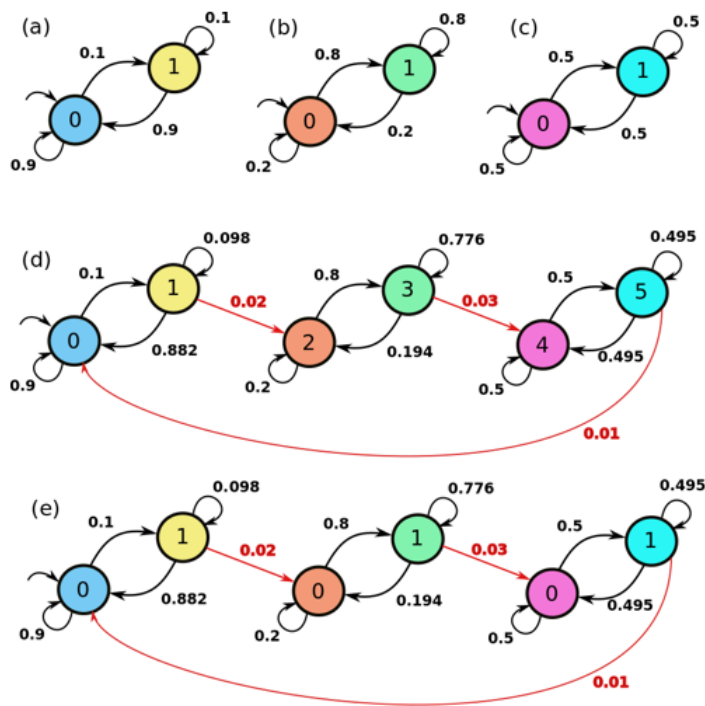 (a) 0.1 0.1 1 0 0.9 0.9
(b) 0.8 0.8 1 0 0.2 0.2
(c) 0.5 0.5 1 0 0.5 0.5
(d) 0.1 0.098 1 0.02 0 0.882 0.9
0.8 0.776 3 0.03 2 0.194 0.2
0.5 0.495 5 4 0.495 0.5
0.01
(e) 0.1 0.098 1 0.02 0 0.882 0.9
0.8 0.776 1 0.03 0 0.194 0.2
0.5 0.495 1 0 0.495 0.5
0.01